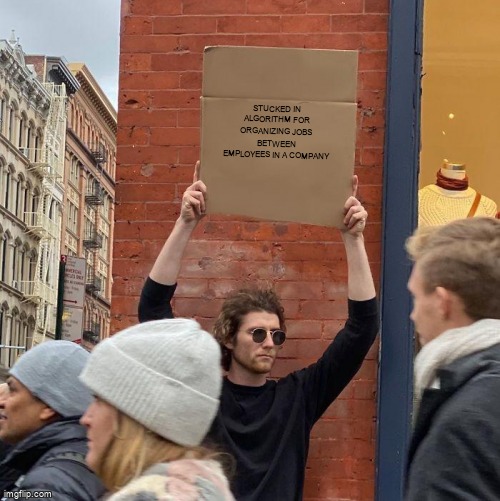 STUCKED IN
ALGORITHM FOR
ORGANIZING JOBS
BETWEEN
EMPLOYEES IN A COMPANY
imgflip.com